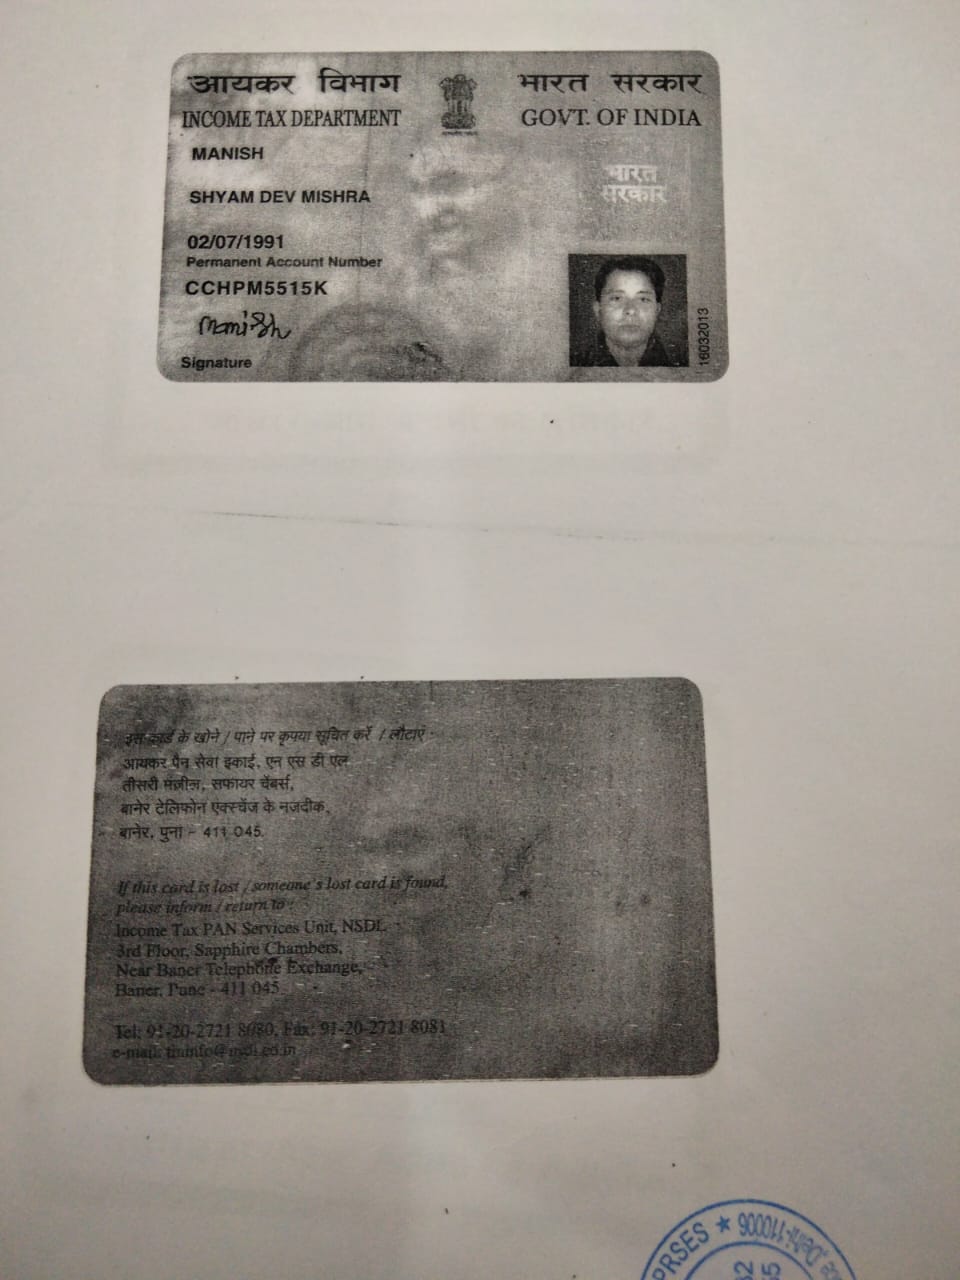 आयकर विभाग भारत सरकार
INCOME TAX DEPARTMENT GOVT. OF INDIA
MANISH
SHYAM DEV MISHRA
भारत
सरकार
02/07/1991
Permanent Account Number
CCHPM5515K
Manish
Signature
16032013
इस कार्ड के खोने / पाने पर कृपया सूचित करें / लौटाएं :
आयकर पैन सेवा इकाई, एन एस डी एल
तीसरी मंज़ील, सफायर चेंबर्स,
बानेर टेलिफोन एक्स्चेंज के नजदीक,
बानेर, पुना - 411 045.
If this card is lost / someone's lost card is found,
please inform / return to :
Income Tax PAN Services Unit, NSDL
3rd Floor, Sapphire Chambers,
Near Baner Telephone Exchange,
Baner, Pune - 411 045.
Tel: 91-20-2721 8080, Fax: 91-20-2721 8081
e-mail: tininfo@nsdl.co.in
PRSES ★ Delhi-110006